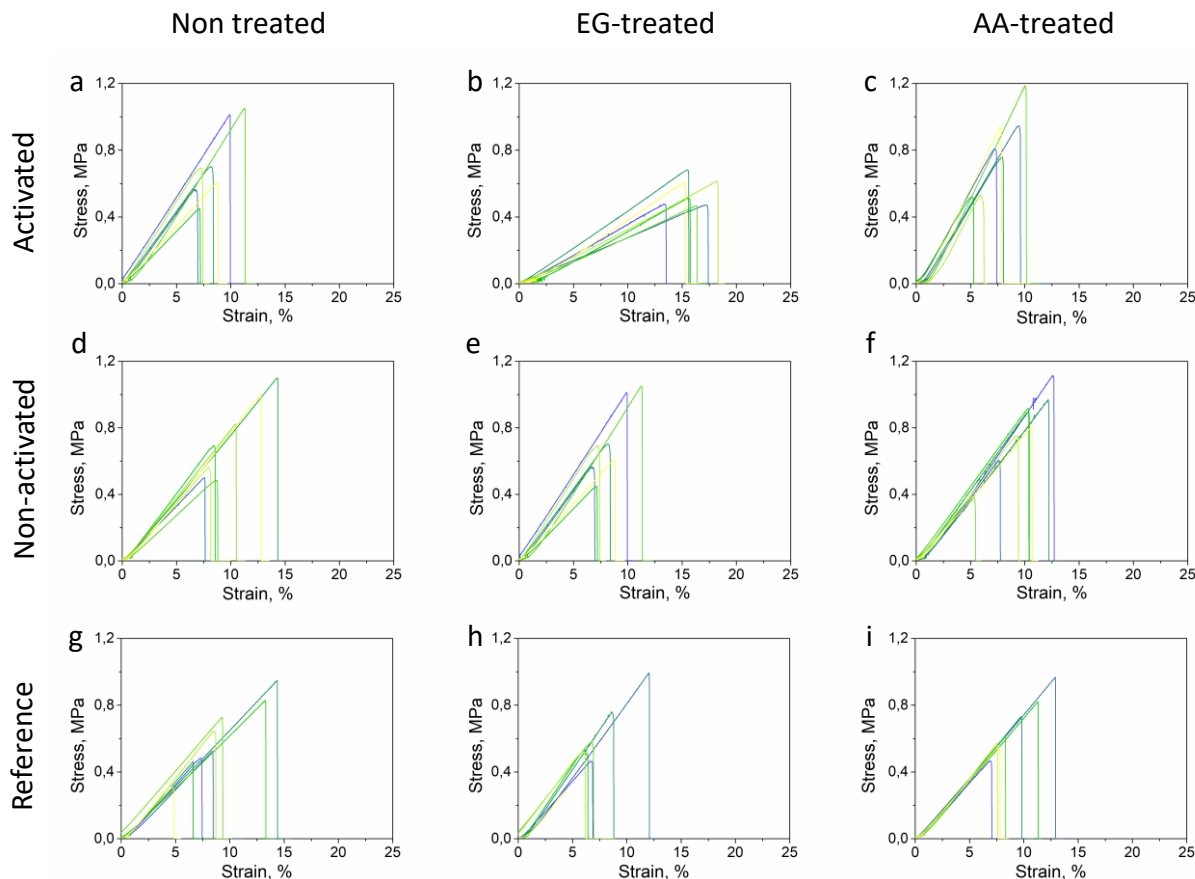 Non treated EG-treated AA-treated
Activated
a
1,2
0,8
0,4
0,0
Stress, MPa
0 5 10 15 20 25
Strain, %
b
1,2
0,8
0,4
0,0
Stress, MPa
0 5 10 15 20 25
Strain, %
c
1,2
0,8
0,4
0,0
Stress, MPa
0 5 10 15 20 25
Strain, %
Non-activated
d
1,2
0,8
0,4
0,0
Stress, MPa
0 5 10 15 20 25
Strain, %
e
1,2
0,8
0,4
0,0
Stress, MPa
0 5 10 15 20 25
Strain, %
f
1,2
0,8
0,4
0,0
Stress, MPa
0 5 10 15 20 25
Strain, %
Reference
g
1,2
0,8
0,4
0,0
Stress, MPa
0 5 10 15 20 25
Strain, %
h
1,2
0,8
0,4
0,0
Stress, MPa
0 5 10 15 20 25
Strain, %
i
1,2
0,8
0,4
0,0
Stress, MPa
0 5 10 15 20 25
Strain, %